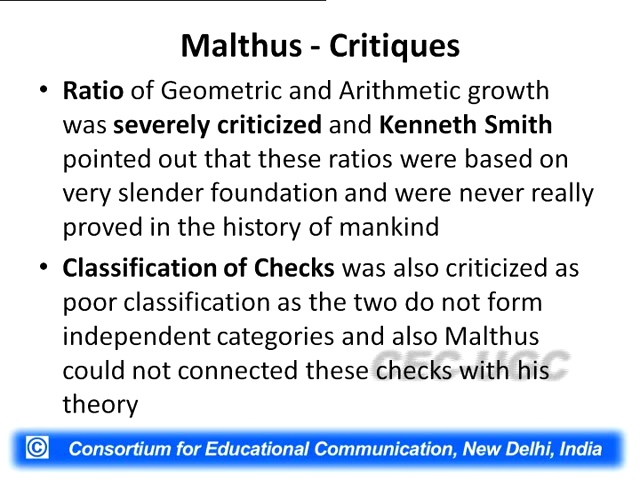 Malthus - Critiques
• Ratio of Geometric and Arithmetic growth
was severely criticized and Kenneth Smith
pointed out that these ratios were based on
very slender foundation and were never really
proved in the history of mankind
• Classification of Checks was also criticized as
poor classification as the two do not form
independent categories and also Malthus
could not connected these checks with his
theory
CEC-UGC
© Consortium for Educational Communication, New Delhi, India